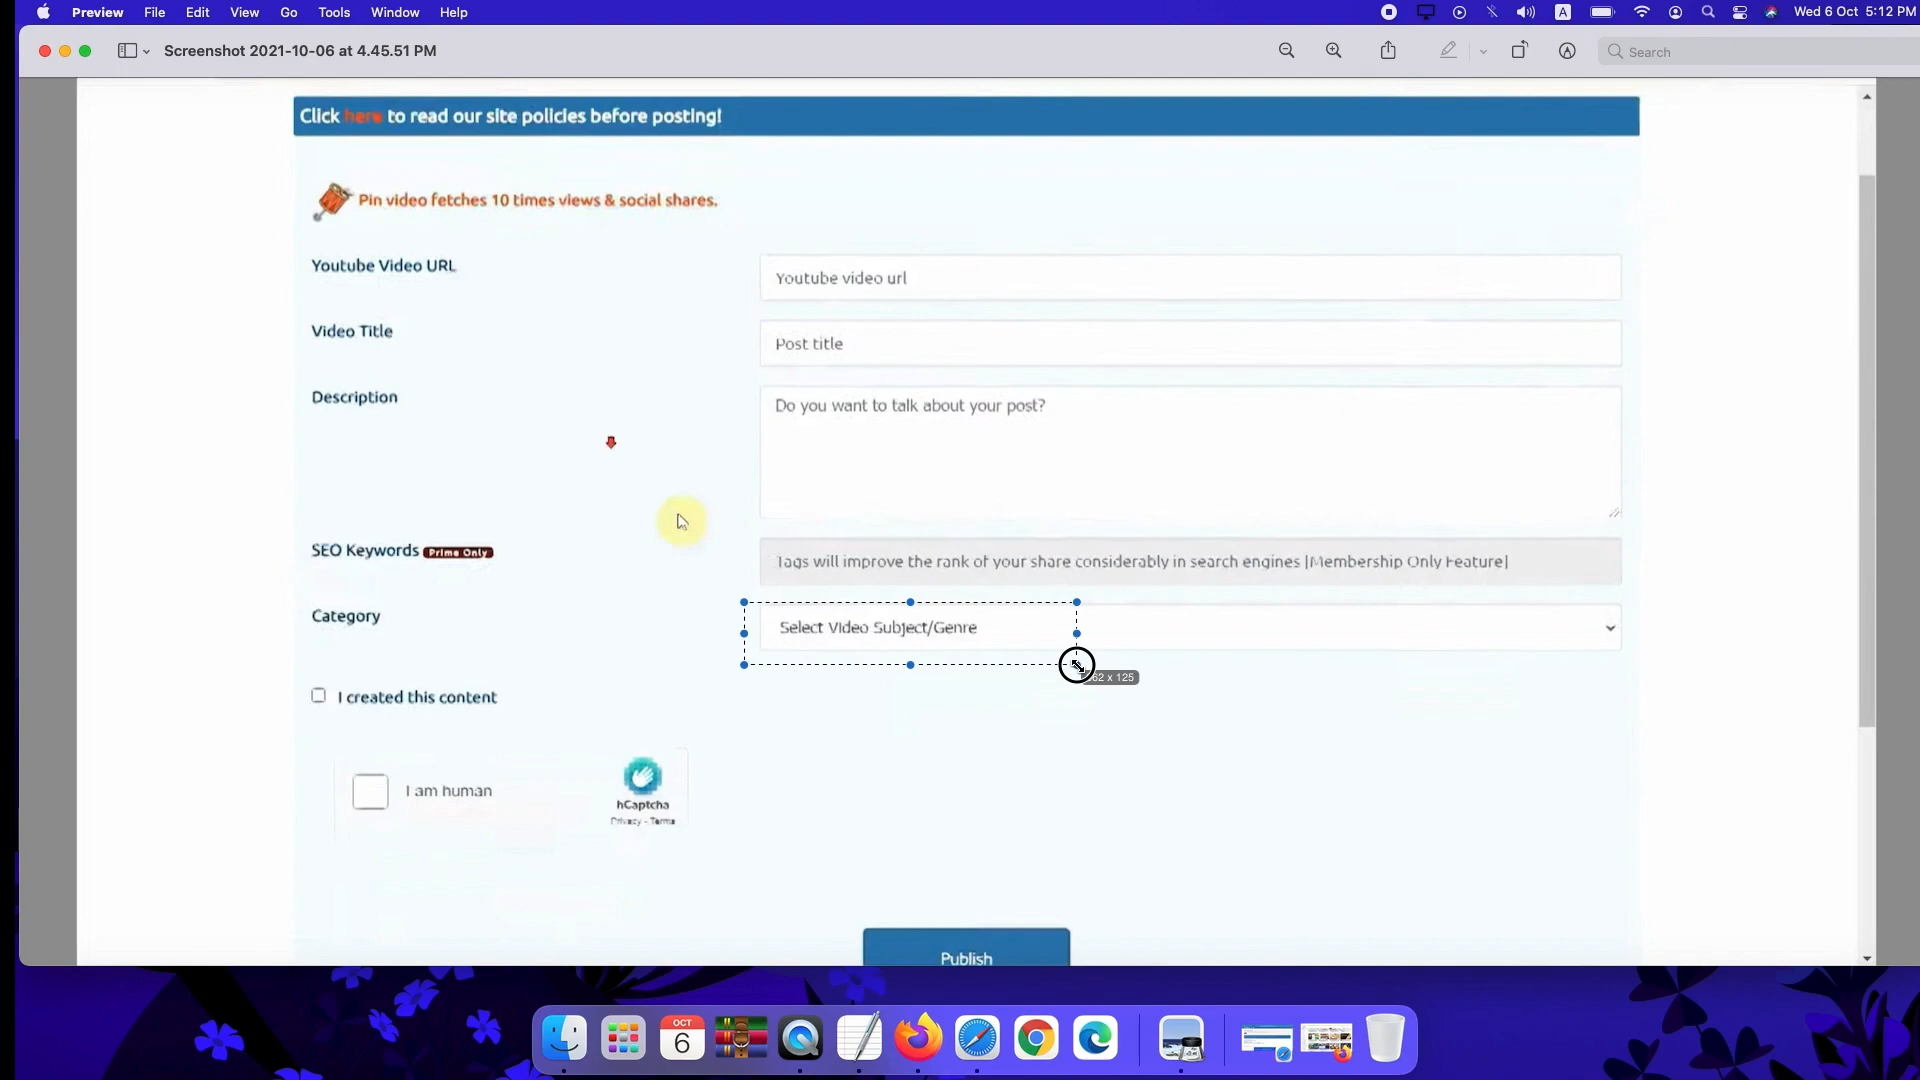 Preview File Edit View Go Tools Window Help
A Wed 6 Oct 5:12 PM
Screenshot 2021-10-06 at 4.45.51 PM
Search
Click here to read our site policies before posting!
Pin video fetches 10 times views & social shares.
Youtube Video URL
Youtube video url
Video Title
Post title
Description
Do you want to talk about your post?
SEO Keywords Prime Only
Tags will improve the rank of your share considerably in search engines [Membership Only Feature]
Category
Select Video Subject/Genre
62 x 125
I created this content
I am human
hCaptcha
Privacy - Terms
Publish
OCT
6